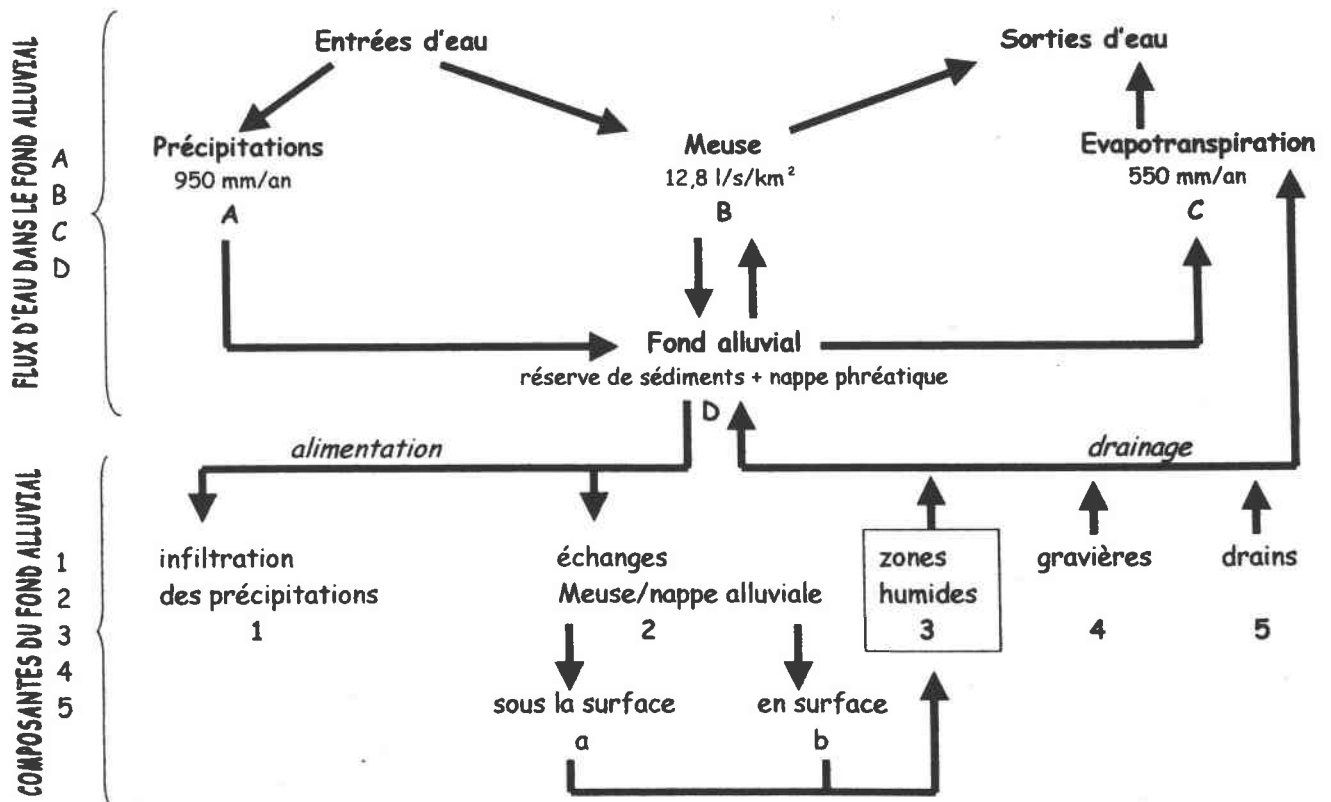 FLUX D'EAU DANS LE FOND ALLUVIAL
A
B
C
D
Entrées d'eau
Sorties d'eau
Précipitations
950 mm/an
A
Meuse
12,8 l/s/km²
B
Evapotranspiration
550 mm/an
C
Fond alluvial
réserve de sédiments + nappe phréatique
D
alimentation
drainage
COMPOSANTES DU FOND ALLUVIAL
1
2
3
4
5
infiltration
des précipitations
1
échanges
Meuse/nappe alluviale
2
zones
humides
3
gravières
4
drains
5
sous la surface
a
en surface
b